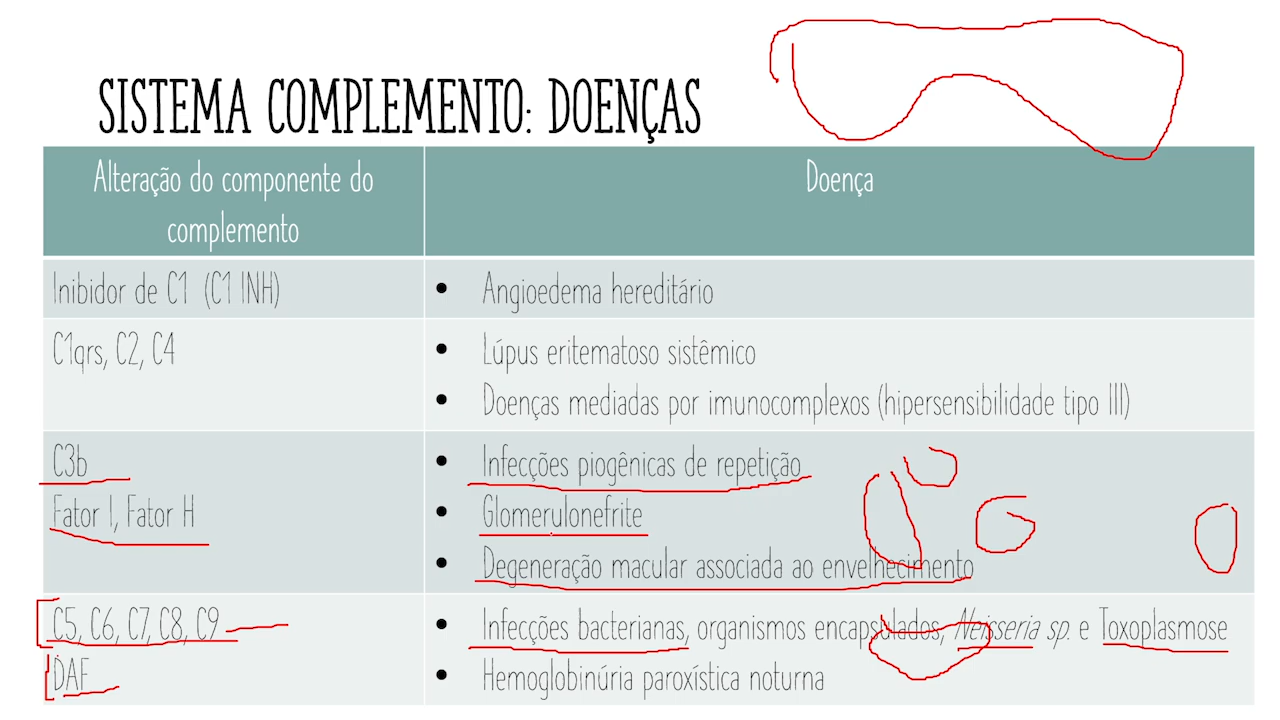 SISTEMA COMPLEMENTO: DOENÇAS
Alteração do componente do
complemento
Doença
Inibidor de C1 (C1 INH)
• Angioedema hereditário
C1qrs, C2, C4
• Lúpus eritematoso sistêmico
• Doenças mediadas por imunocomplexos (hipersensibilidade tipo III)
C3b
Fator I, Fator H
• Infecções piogênicas de repetição
• Glomerulonefrite
• Degeneração macular associada ao envelhecimento
C5, C6, C7, C8, C9
DAF
• Infecções bacterianas, organismos encapsulados, Neisseria sp. e Toxoplasmose
• Hemoglobinúria paroxística noturna